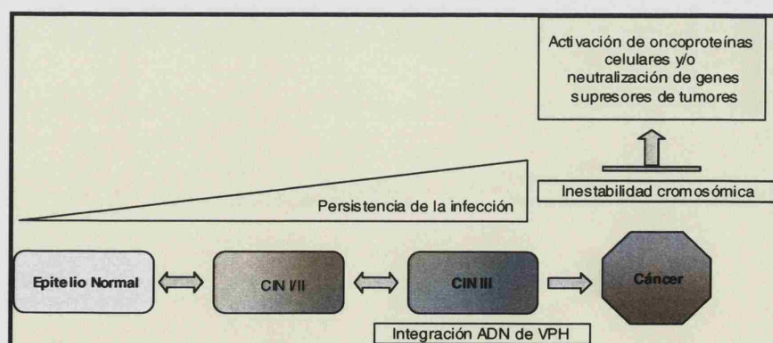 Activación de oncoproteínas
celulares y/o
neutralización de genes
supresores de tumores
Inestabilidad cromosómica
Persistencia de la infección
Epitelio Normal
CIN I/II
CIN III
Cáncer
Integración ADN de VPH